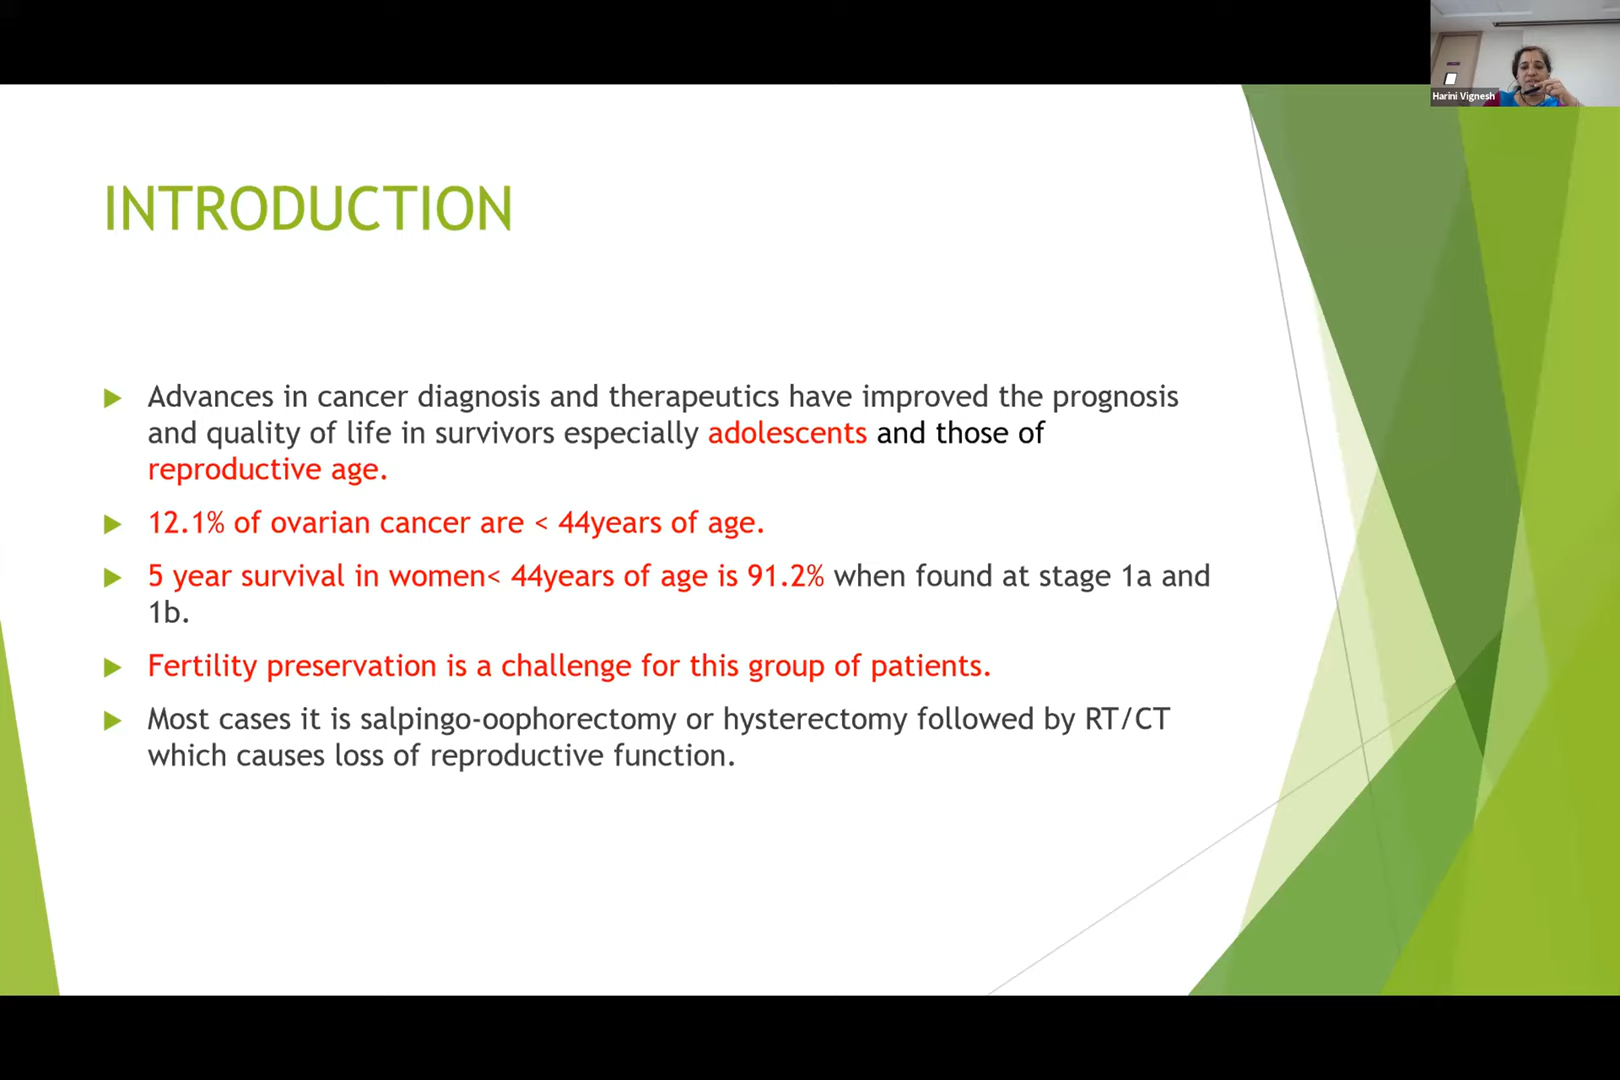 Harini Vignesh
INTRODUCTION
Advances in cancer diagnosis and therapeutics have improved the prognosis
and quality of life in survivors especially adolescents and those of
reproductive age.
12.1% of ovarian cancer are < 44years of age.
5 year survival in women< 44years of age is 91.2% when found at stage 1a and
1b.
Fertility preservation is a challenge for this group of patients.
Most cases it is salpingo-oophorectomy or hysterectomy followed by RT/CT
which causes loss of reproductive function.